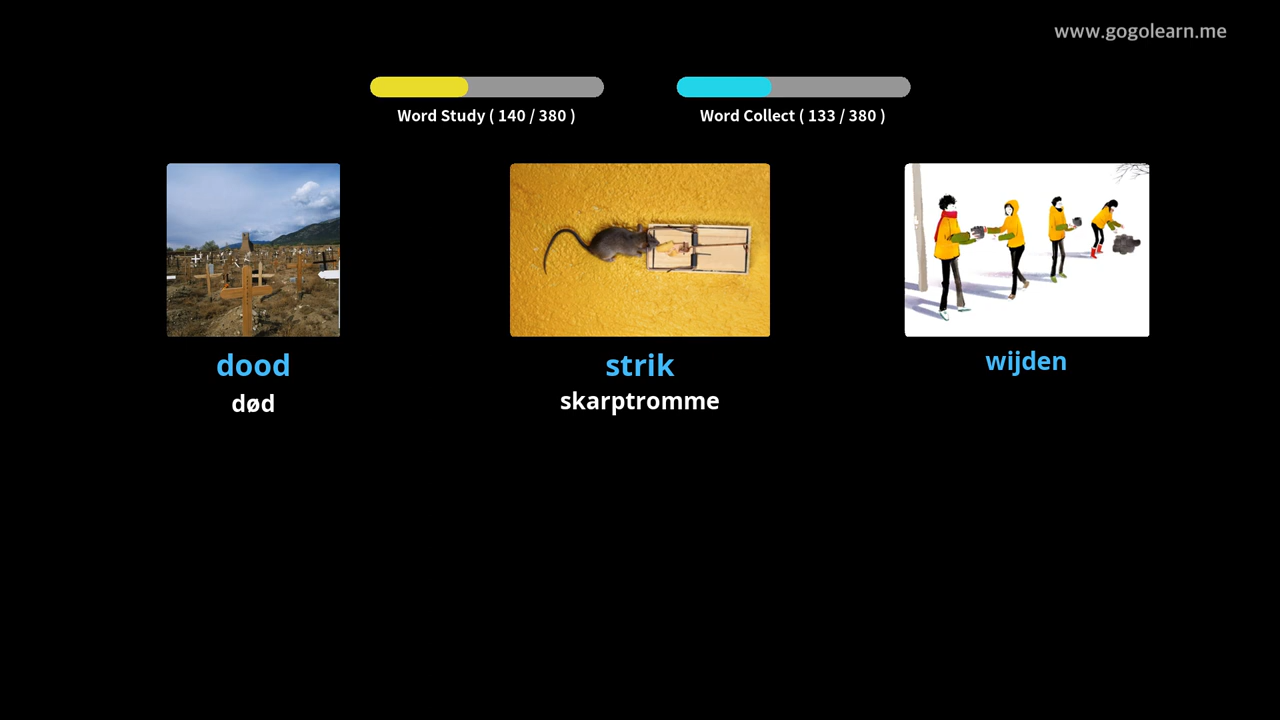 www.gogolearn.me
Word Study ( 140 / 380 )
Word Collect ( 133 / 380 )
dood
død
strik
skarptromme
wijden